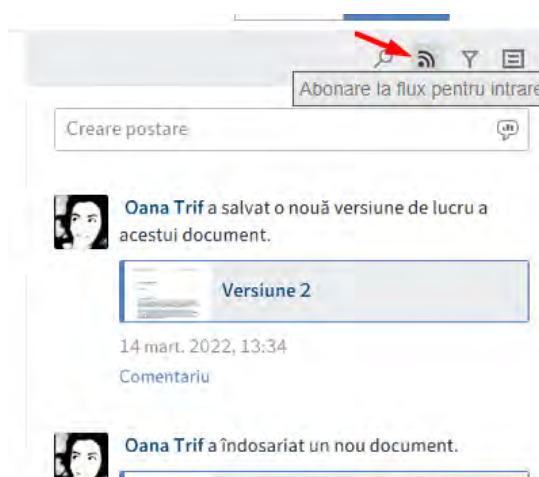 Abonare la flux pentru intrare
Creare postare
Oana Trif a salvat o nouă versiune de lucru a
acestui document.
Versiune 2
14 mart. 2022, 13:34
Comentariu
Oana Trif a îndosariat un nou document.